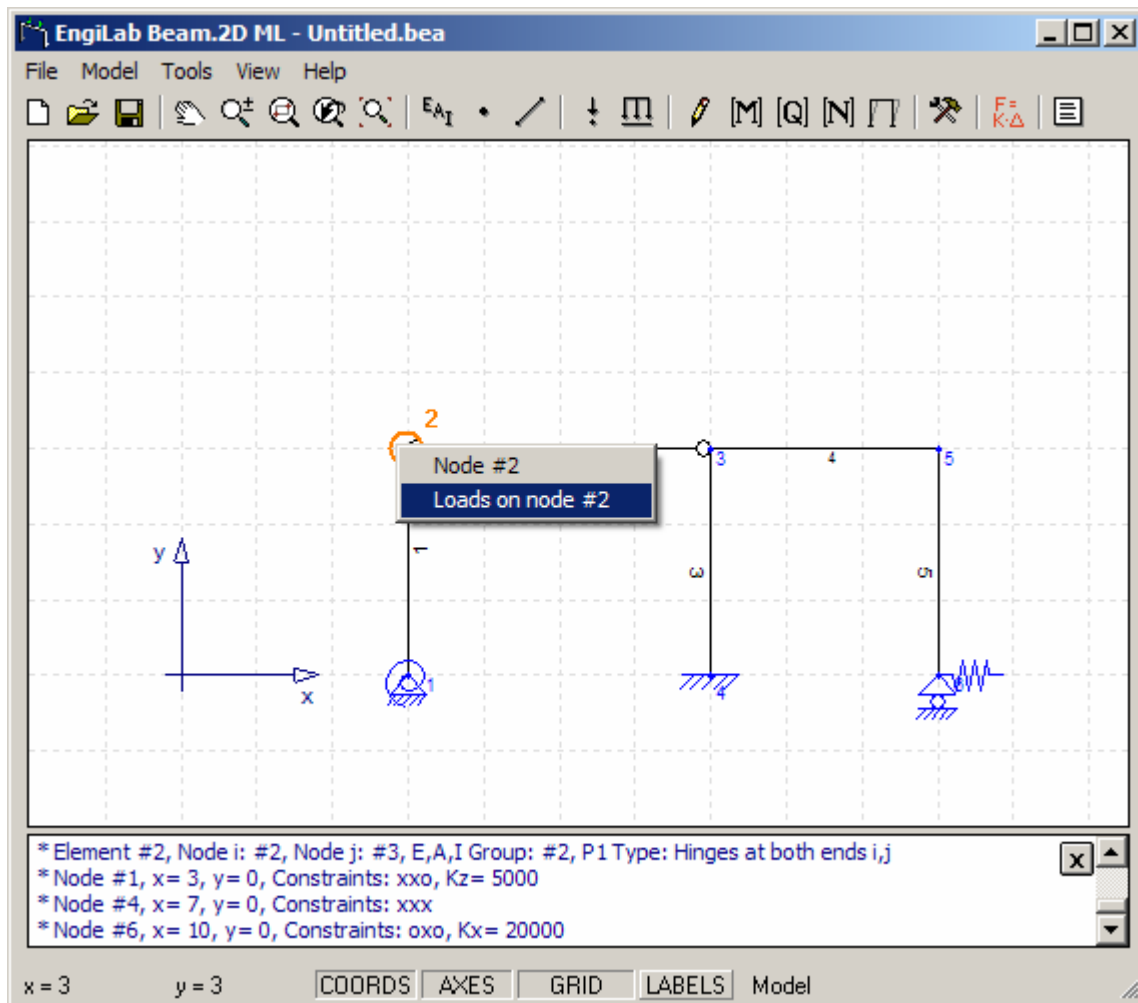 EngiLab Beam.2D ML - Untitled.bea
File Model Tools View Help
EAI [M] [Q] [N] F= K·Δ
2
Node #2
Loads on node #2
3 4 5
1 3 5
y
x
1 4 6
* Element #2, Node i: #2, Node j: #3, E,A,I Group: #2, P1 Type: Hinges at both ends i,j
x
* Node #1, x= 3, y= 0, Constraints: xxo, Kz= 5000
* Node #4, x= 7, y= 0, Constraints: xxx
* Node #6, x= 10, y= 0, Constraints: oxo, Kx= 20000
x = 3 y = 3 COORDS AXES GRID LABELS Model